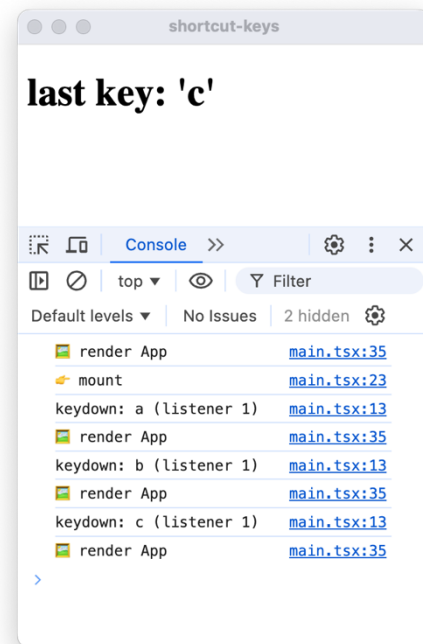 shortcut-keys
last key: 'c'
Console
top ▼ Filter
Default levels ▼ No Issues 2 hidden
🖼️ render App main.tsx:35
👉 mount main.tsx:23
keydown: a (listener 1) main.tsx:13
🖼️ render App main.tsx:35
keydown: b (listener 1) main.tsx:13
🖼️ render App main.tsx:35
keydown: c (listener 1) main.tsx:13
🖼️ render App main.tsx:35